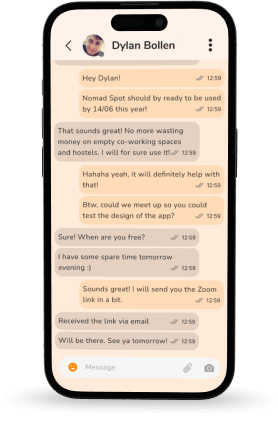 Dylan Bollen
Hey Dylan!
12:59
Nomad Spot should by ready to be used
by 14/06 this year!
12:59
That sounds great! No more wasting
money on empty co-working spaces
and hostels. I will for sure use it!
12:59
Hahaha yeah, it will definitely help with
that!
12:59
Btw, could we meet up so you could
test the design of the app?
12:59
Sure! When are you free?
12:59
I have some spare time tomorrow
evening :)
12:59
Sounds great! I will send you the Zoom
link in a bit.
12:59
Received the link via email
12:59
Will be there. See ya tomorrow!
12:59
Message